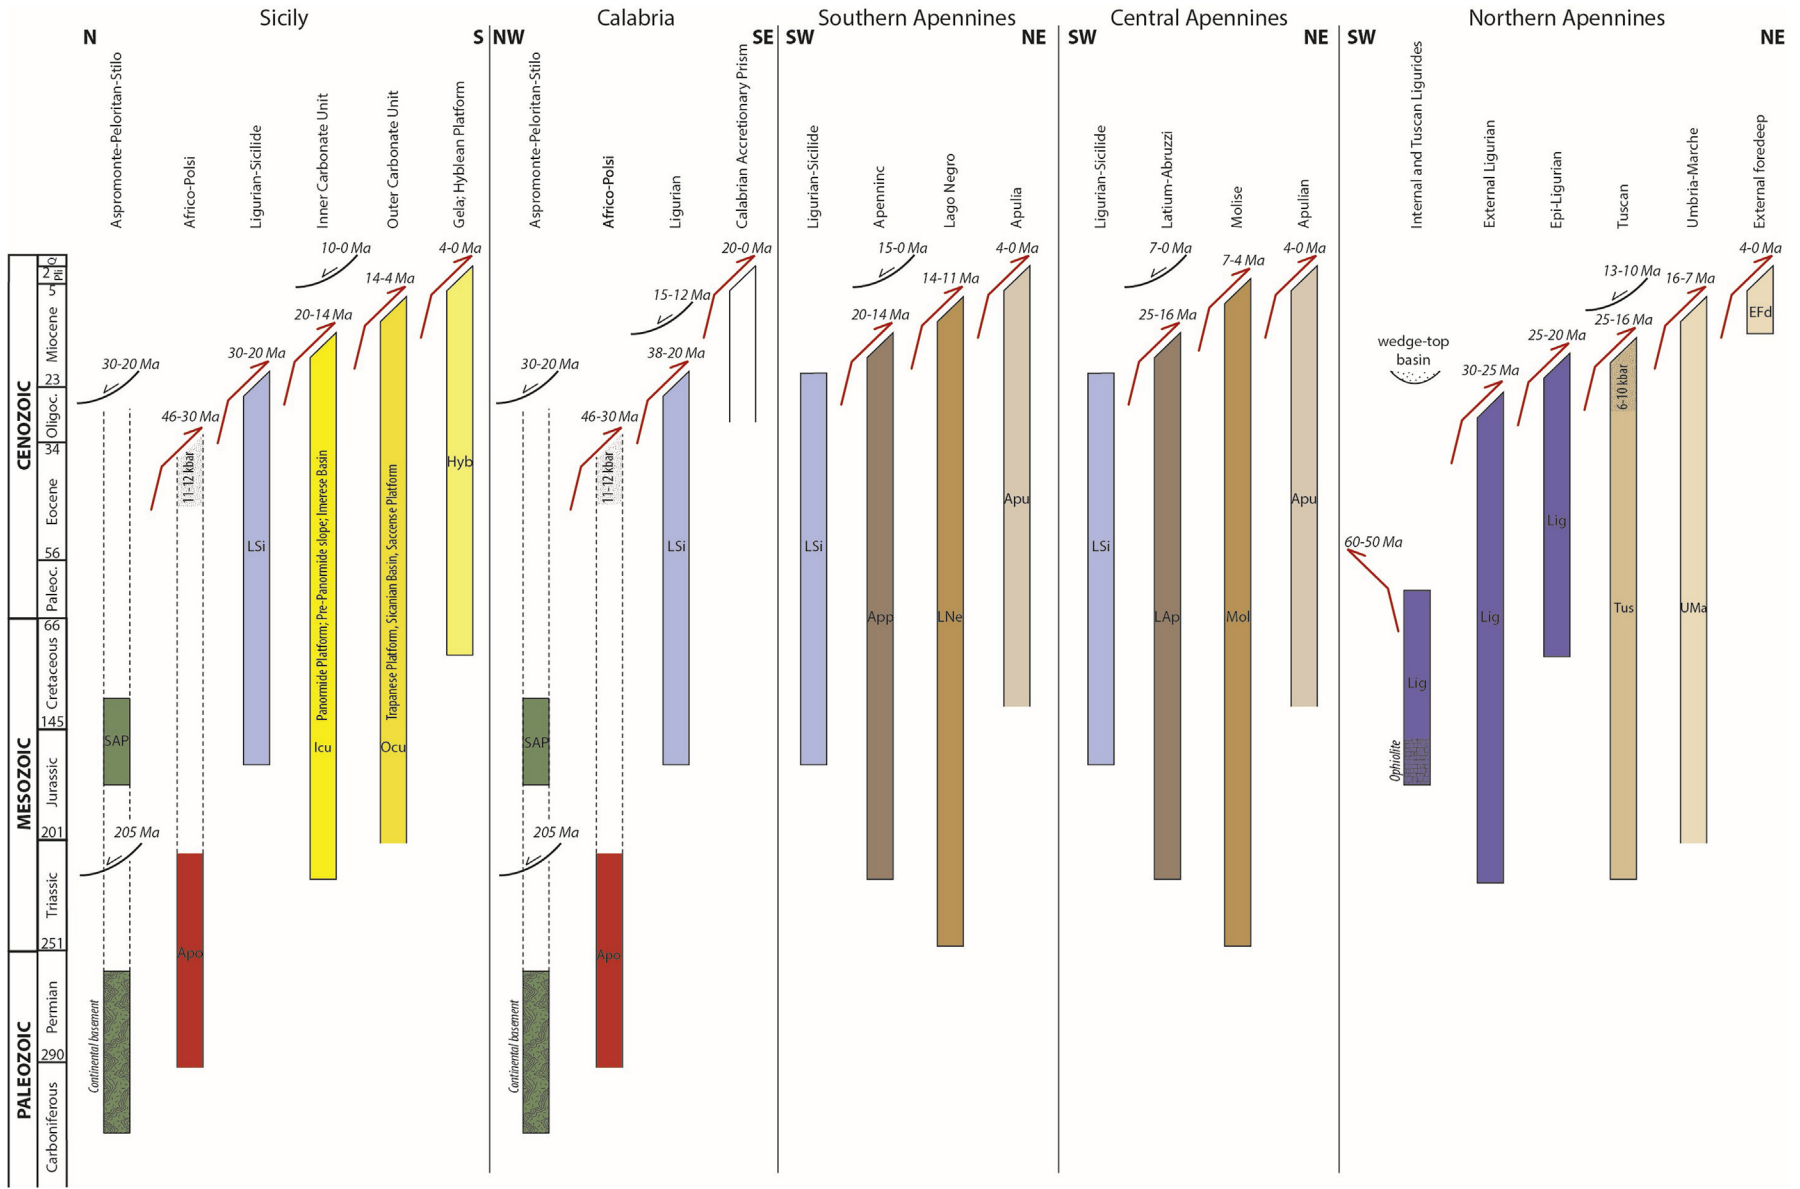 Sicily
Calabria
Southern Apennines
Central Apennines
Northern Apennines
N
S
NW
SE
SW
NE
SW
NE
SW
NE
Aspromonte-Peloritan-Stilo
Africo-Polsi
Ligurian-Sicilide
Inner Carbonate Unit
Outer Carbonate Unit
Gela; Hyblean Platform
Aspromonte-Peloritan-Stilo
Africo-Polsi
Ligurian
Calabrian Accretionary Prism
Ligurian-Sicilide
Apenninc
Lago Negro
Apulia
Ligurian-Sicilide
Latium-Abruzzi
Molise
Apulian
Internal and Tuscan Ligurides
External Ligurian
Epi-Ligurian
Tuscan
Umbria-Marche
External foredeep
CENOZOIC
MESOZOIC
PALEOZOIC
Q
2
Pli
5
Miocene
23
Oligoc.
34
Eocene
56
Paleoc.
66
Cretaceous
145
Jurassic
201
Triassic
251
Permian
290
Carboniferous
30-20 Ma
SAP
205 Ma
Continental basement
46-30 Ma
11-12 kbar
Apo
30-20 Ma
LSi
10-0 Ma
20-14 Ma
Panormide Platform; Pre-Panormide slope; Imerese Basin
Icu
14-4 Ma
Trapanese Platform, Sicanian Basin, Saccense Platform
Ocu
4-0 Ma
Hyb
30-20 Ma
SAP
205 Ma
Continental basement
46-30 Ma
11-12 kbar
Apo
15-12 Ma
38-20 Ma
LSi
20-0 Ma
LSi
15-0 Ma
20-14 Ma
App
14-11 Ma
LNe
4-0 Ma
Apu
LSi
7-0 Ma
25-16 Ma
LAp
7-4 Ma
Mol
4-0 Ma
Apu
wedge-top
basin
60-50 Ma
Lig
Ophiolite
30-25 Ma
Lig
25-20 Ma
Lig
13-10 Ma
25-16 Ma
6-10 kbar
Tus
16-7 Ma
UMa
4-0 Ma
EFd